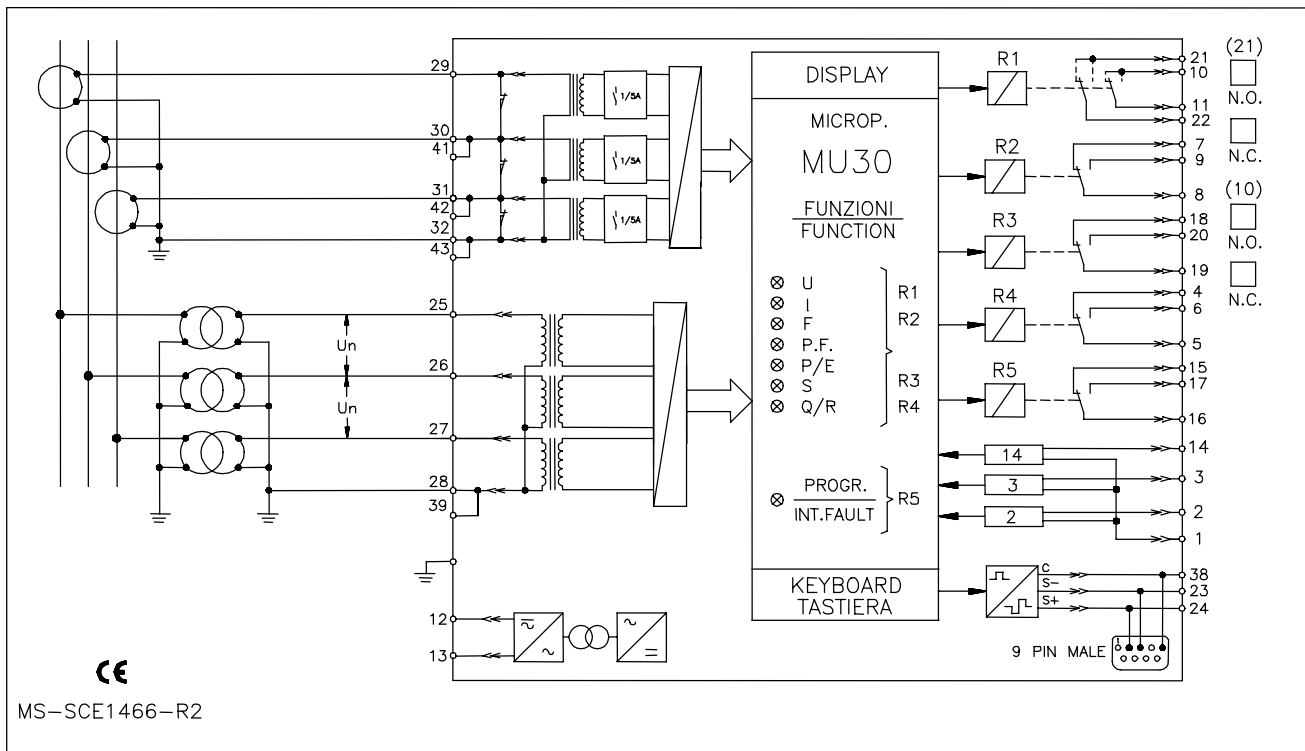 29
30
41
31
42
32
43
25
26
27
28
39
12
13
Un
Un
1/5A
1/5A
1/5A
DISPLAY
MICROP.
MU30
FUNZIONI
FUNCTION
U
I
F
P.F.
P/E
S
Q/R
R1
R2
R3
R4
PROGR.
INT.FAULT
R5
KEYBOARD
TASTIERA
R1
R2
R3
R4
R5
14
3
2
C
S-
S+
21
10
11
22
7
9
8
18
20
19
4
6
5
15
17
16
14
3
2
1
38
23
24
(21)
N.O.
N.C.
(10)
N.O.
N.C.
1
9 PIN MALE
CE
MS-SCE1466-R2